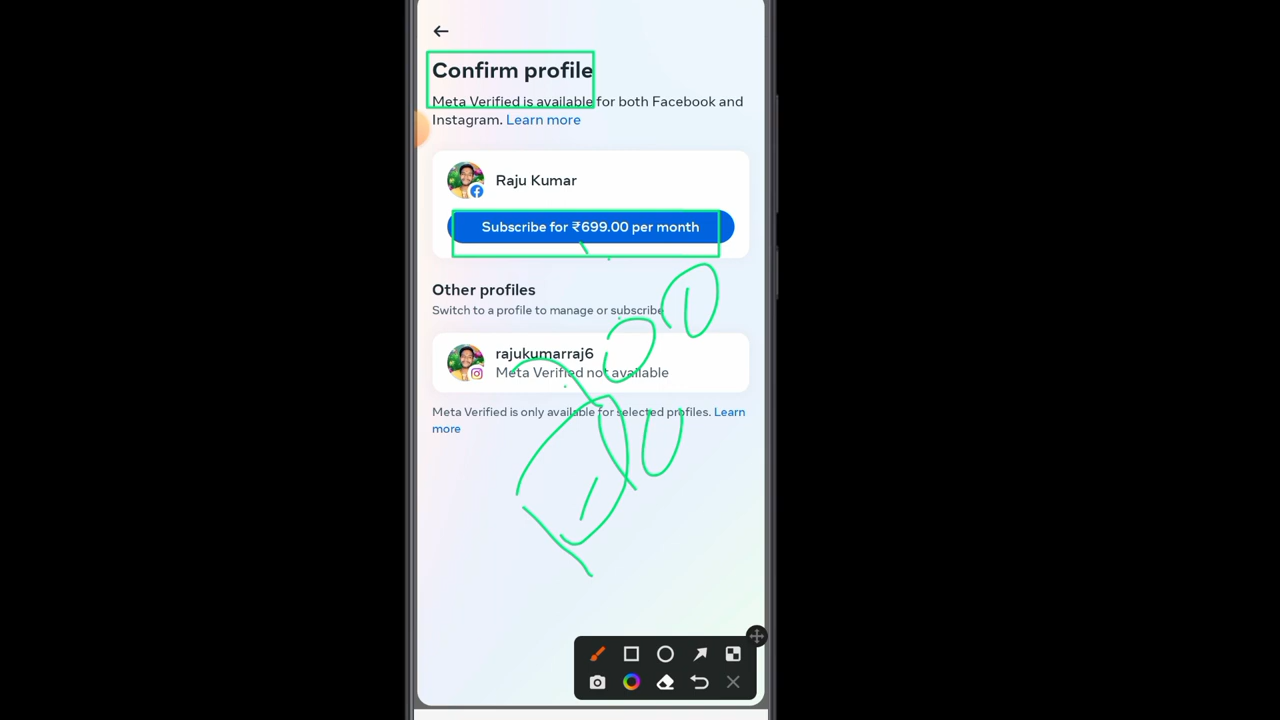 Confirm profile
Meta Verified is available for both Facebook and
Instagram. Learn more
Raju Kumar
Subscribe for ₹699.00 per month
Other profiles
Switch to a profile to manage or subscribe
rajukumarraj6
Meta Verified not available
Meta Verified is only available for selected profiles. Learn
more